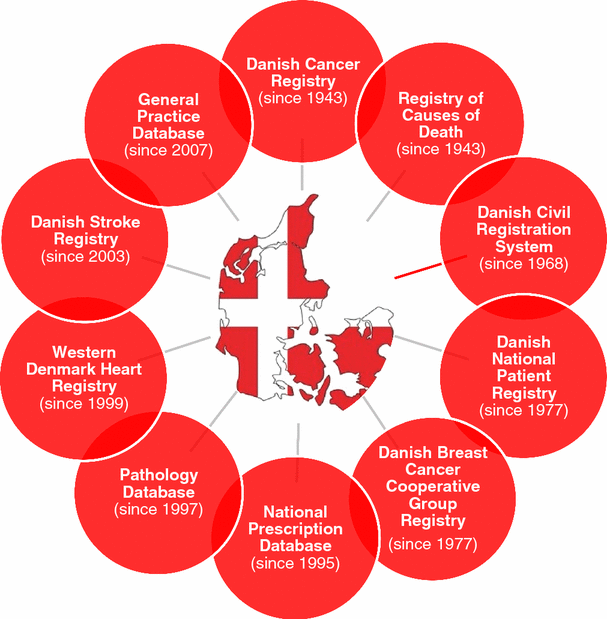 Danish Cancer
Registry
(since 1943)
Registry of
Causes of
Death
(since 1943)
Danish Civil
Registration
System
(since 1968)
Danish
National
Patient
Registry
(since 1977)
Danish Breast
Cancer
Cooperative
Group
Registry
(since 1977)
National
Prescription
Database
(since 1995)
Pathology
Database
(since 1997)
Western
Denmark Heart
Registry
(since 1999)
Danish Stroke
Registry
(since 2003)
General
Practice
Database
(since 2007)